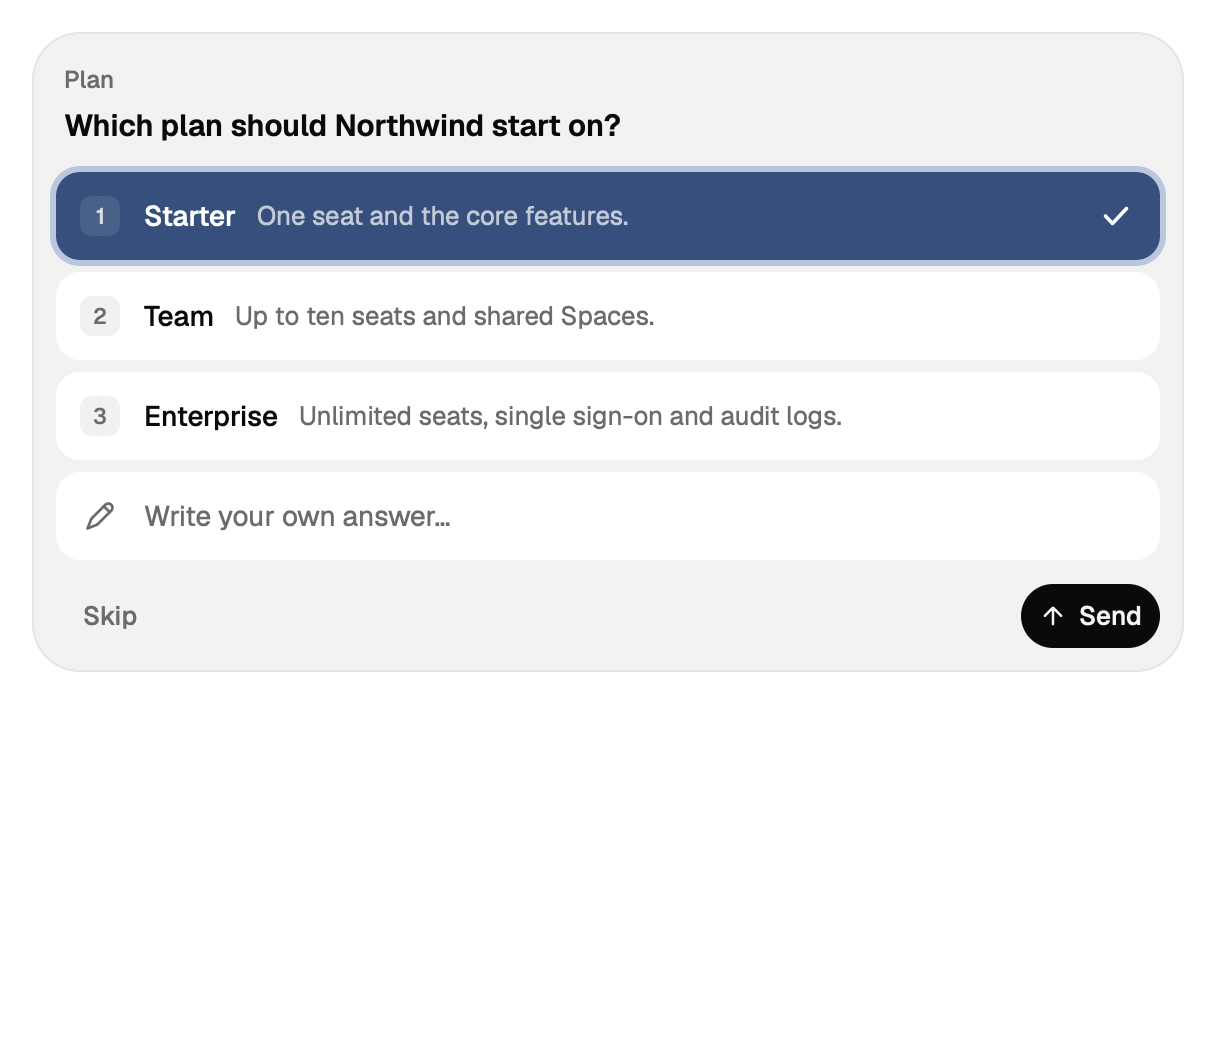 Plan
Which plan should Northwind start on?
1 Starter One seat and the core features.
2 Team Up to ten seats and shared Spaces.
3 Enterprise Unlimited seats, single sign-on and audit logs.
Write your own answer...
Skip
Send